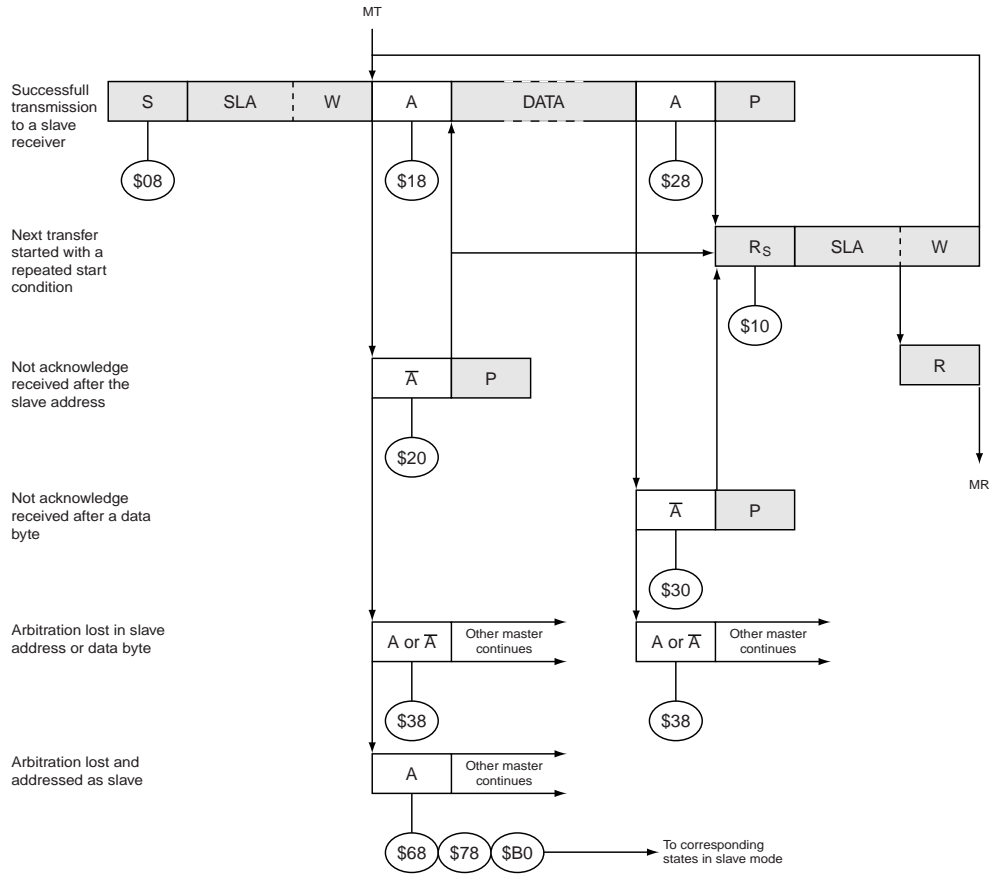 MT
Successfull
transmission
to a slave
receiver
S SLA W A DATA A P
$08 $18 $28
Next transfer
started with a
repeated start
condition
RS SLA W
$10
Not acknowledge
received after the
slave address
A̅ P
R
$20
MR
Not acknowledge
received after a data
byte
A̅ P
$30
Arbitration lost in slave
address or data byte
A or A̅ Other master
continues
A or A̅ Other master
continues
$38 $38
Arbitration lost and
addressed as slave
A Other master
continues
$68 $78 $B0
To corresponding
states in slave mode